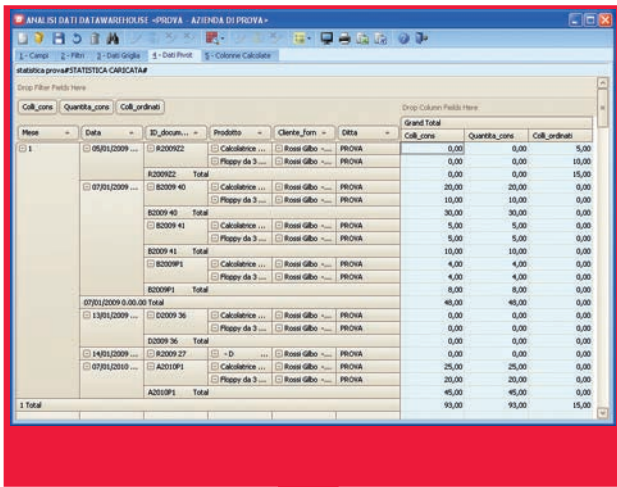 ANALISI DATI DATAWAREHOUSE <PROVA - AZIENDA DI PROVA>
1 - Campi 2 - Filtri 3 - Dati Griglia 4 - Dati Pivot 5 - Colonne Calcolate
statistica prova#STATISTICA CARICATA#
Drop Filter Fields Here
Colli_cons Quantita_cons Colli_ordinati Drop Column Fields Here
Grand Total
Mese Data ID_docum... Prodotto Cliente_forn Ditta Colli_cons Quantita_cons Colli_ordinati
1 05/01/2009 ... R2009Z2 Calcolatrice ... Rossi Gilbo -... PROVA 0,00 0,00 5,00
Floppy da 3 .... Rossi Gilbo -... PROVA 0,00 0,00 10,00
R2009Z2 Total 0,00 0,00 15,00
07/01/2009 ... B2009 40 Calcolatrice ... Rossi Gilbo -... PROVA 20,00 20,00 0,00
Floppy da 3 .... Rossi Gilbo -... PROVA 10,00 10,00 0,00
B2009 40 Total 30,00 30,00 0,00
B2009 41 Calcolatrice ... Rossi Gilbo -... PROVA 5,00 5,00 0,00
Floppy da 3 .... Rossi Gilbo -... PROVA 5,00 5,00 0,00
B2009 41 Total 10,00 10,00 0,00
B2009P1 Calcolatrice ... Rossi Gilbo -... PROVA 4,00 4,00 0,00
Floppy da 3 .... Rossi Gilbo -... PROVA 4,00 4,00 0,00
B2009P1 Total 8,00 8,00 0,00
07/01/2009 0.00.00 Total 48,00 48,00 0,00
13/01/2009 ... D2009 36 Calcolatrice ... Rossi Gilbo -... PROVA 0,00 0,00 0,00
Floppy da 3 .... Rossi Gilbo -... PROVA 0,00 0,00 0,00
D2009 36 Total 0,00 0,00 0,00
14/01/2009 ... R2009 27 - D ... Rossi Gilbo -... PROVA 0,00 0,00 0,00
07/01/2010 ... A2010P1 Calcolatrice ... Rossi Gilbo -... PROVA 25,00 25,00 0,00
Floppy da 3 .... Rossi Gilbo -... PROVA 20,00 20,00 0,00
A2010P1 Total 45,00 45,00 0,00
1 Total 93,00 93,00 15,00